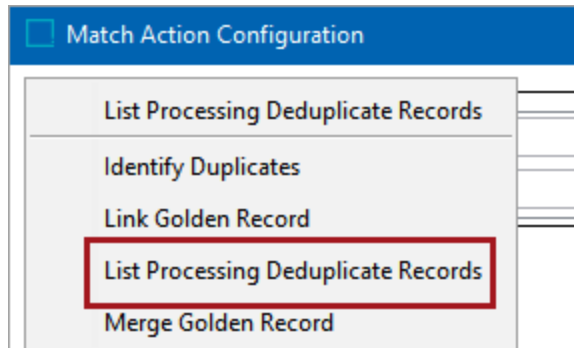 Match Action Configuration
List Processing Deduplicate Records
Identify Duplicates
Link Golden Record
List Processing Deduplicate Records
Merge Golden Record